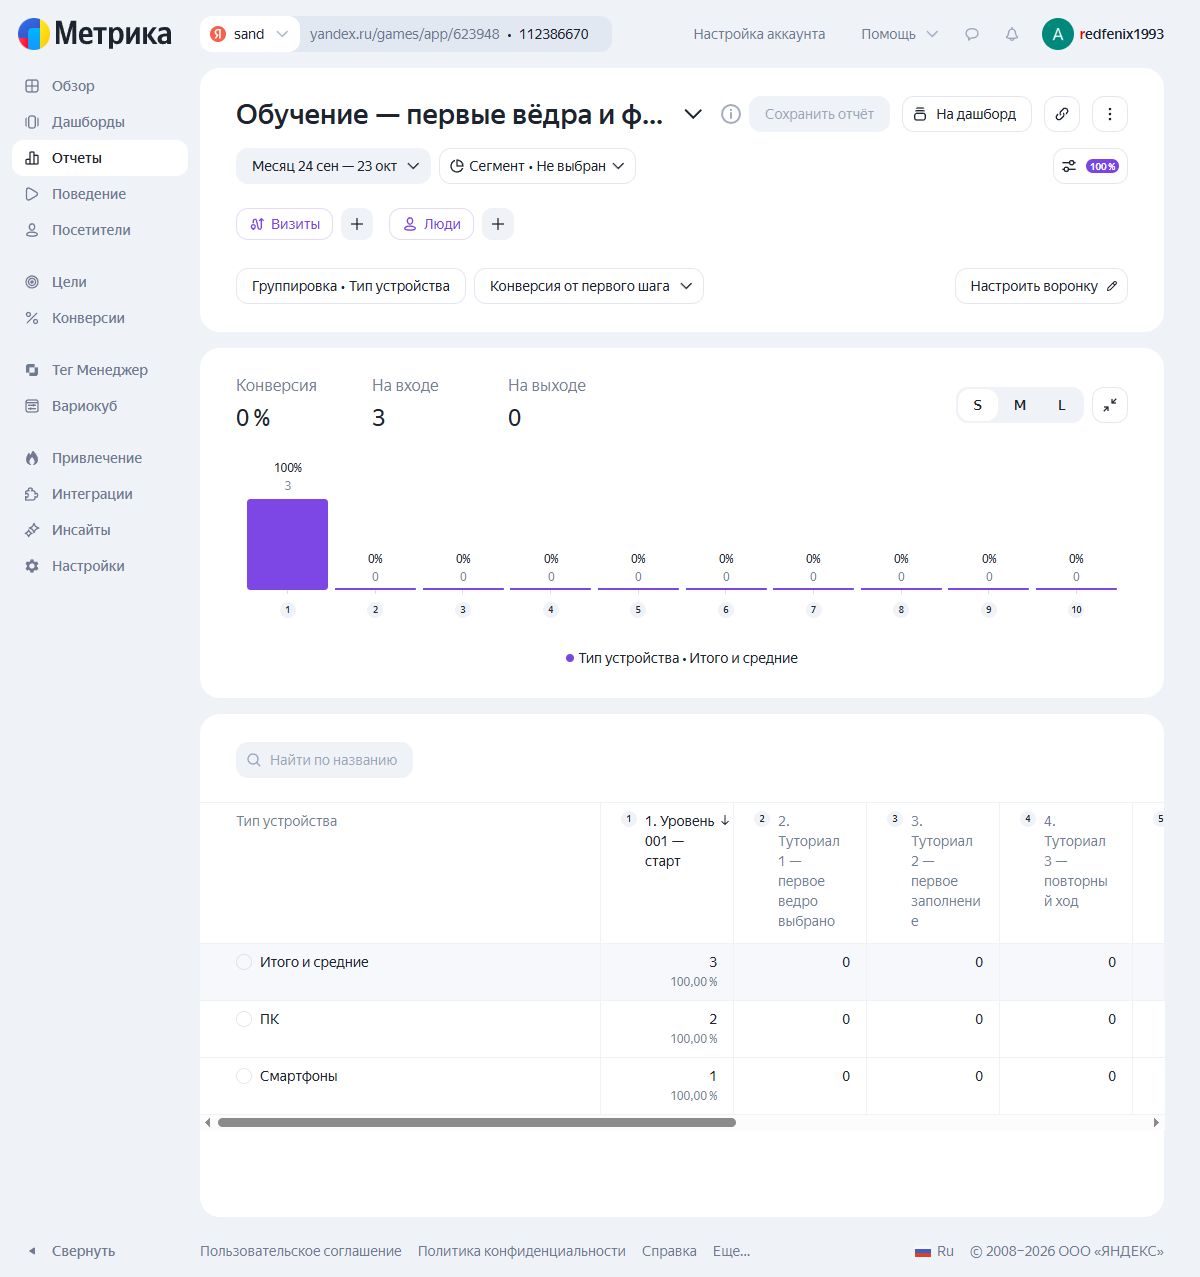 Метрика
Я sand
yandex.ru/games/app/623948 • 112386670
Настройка аккаунта
Помощь
A
redfenix1993
Обзор
Дашборды
Отчеты
Поведение
Посетители
Цели
Конверсии
Тег Менеджер
Вариокуб
Привлечение
Интеграции
Инсайты
Настройки
Обучение — первые вёдра и ф...
Сохранить отчёт
На дашборд
Месяц 24 сен — 23 окт
Сегмент • Не выбран
100 %
Визиты
Люди
Группировка • Тип устройства
Конверсия от первого шага
Настроить воронку
Конверсия На входе На выходе
0 % 3 0
S M L
100%
3
0% 0% 0% 0% 0% 0% 0% 0% 0%
0 0 0 0 0 0 0 0 0
1 2 3 4 5 6 7 8 9 10
Тип устройства • Итого и средние
Найти по названию
Тип устройства
1
1. Уровень
001 —
старт
2
2.
Туториал
1 —
первое
ведро
выбрано
3
3.
Туториал
2 —
первое
заполнени
е
4
4.
Туториал
3 —
повторны
й ход
5
Итого и средние 3 0 0 0
100,00 %
ПК 2 0 0 0
100,00 %
Смартфоны 1 0 0 0
100,00 %
Свернуть
Пользовательское соглашение Политика конфиденциальности Справка Еще...
Ru
© 2008–2026 ООО «ЯНДЕКС»